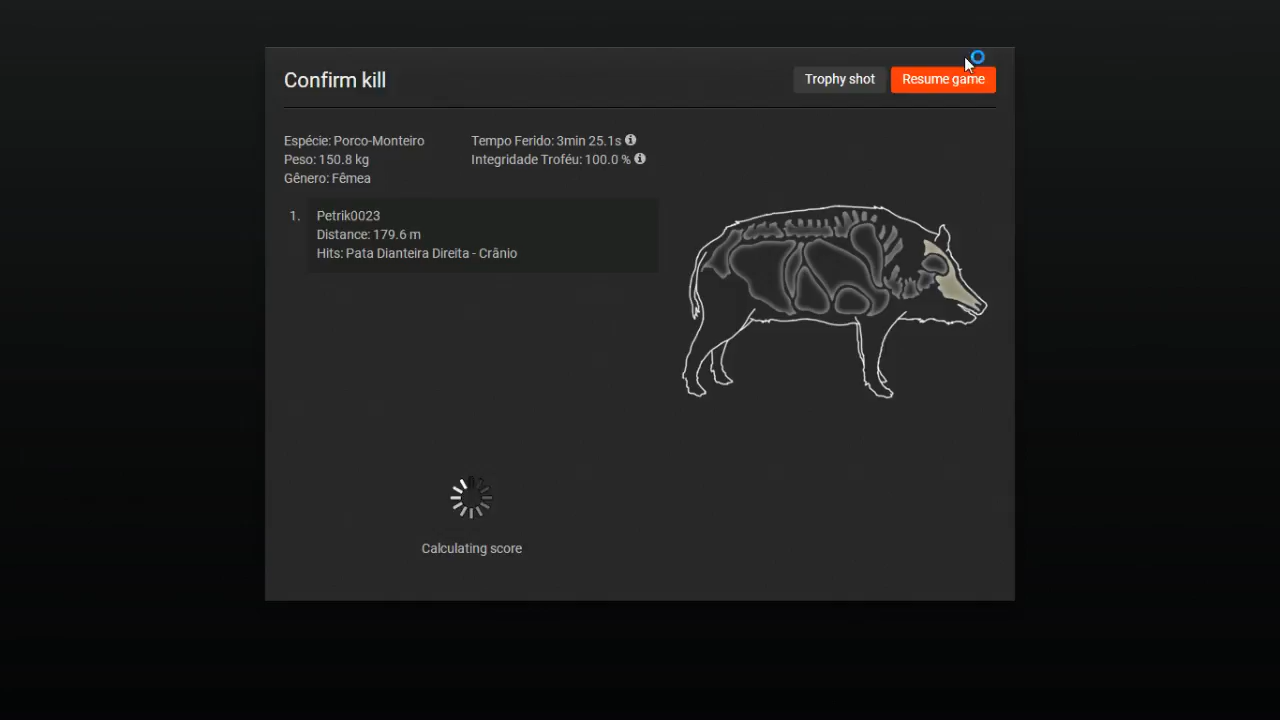 Confirm kill
Trophy shot
Resume game
Espécie: Porco-Monteiro
Peso: 150.8 kg
Gênero: Fêmea
Tempo Ferido: 3min 25.1s
Integridade Troféu: 100.0 %
1.
Petrik0023
Distance: 179.6 m
Hits: Pata Dianteira Direita - Crânio
Calculating score